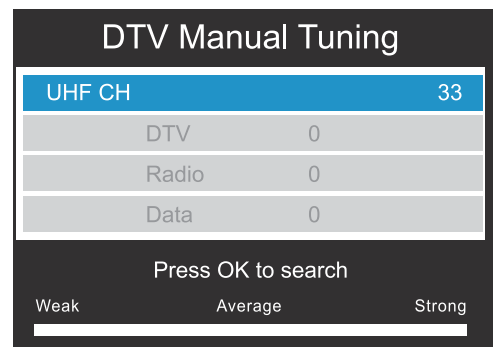 DTV Manual Tuning
UHF CH 33
DTV 0
Radio 0
Data 0
Press OK to search
Weak Average Strong